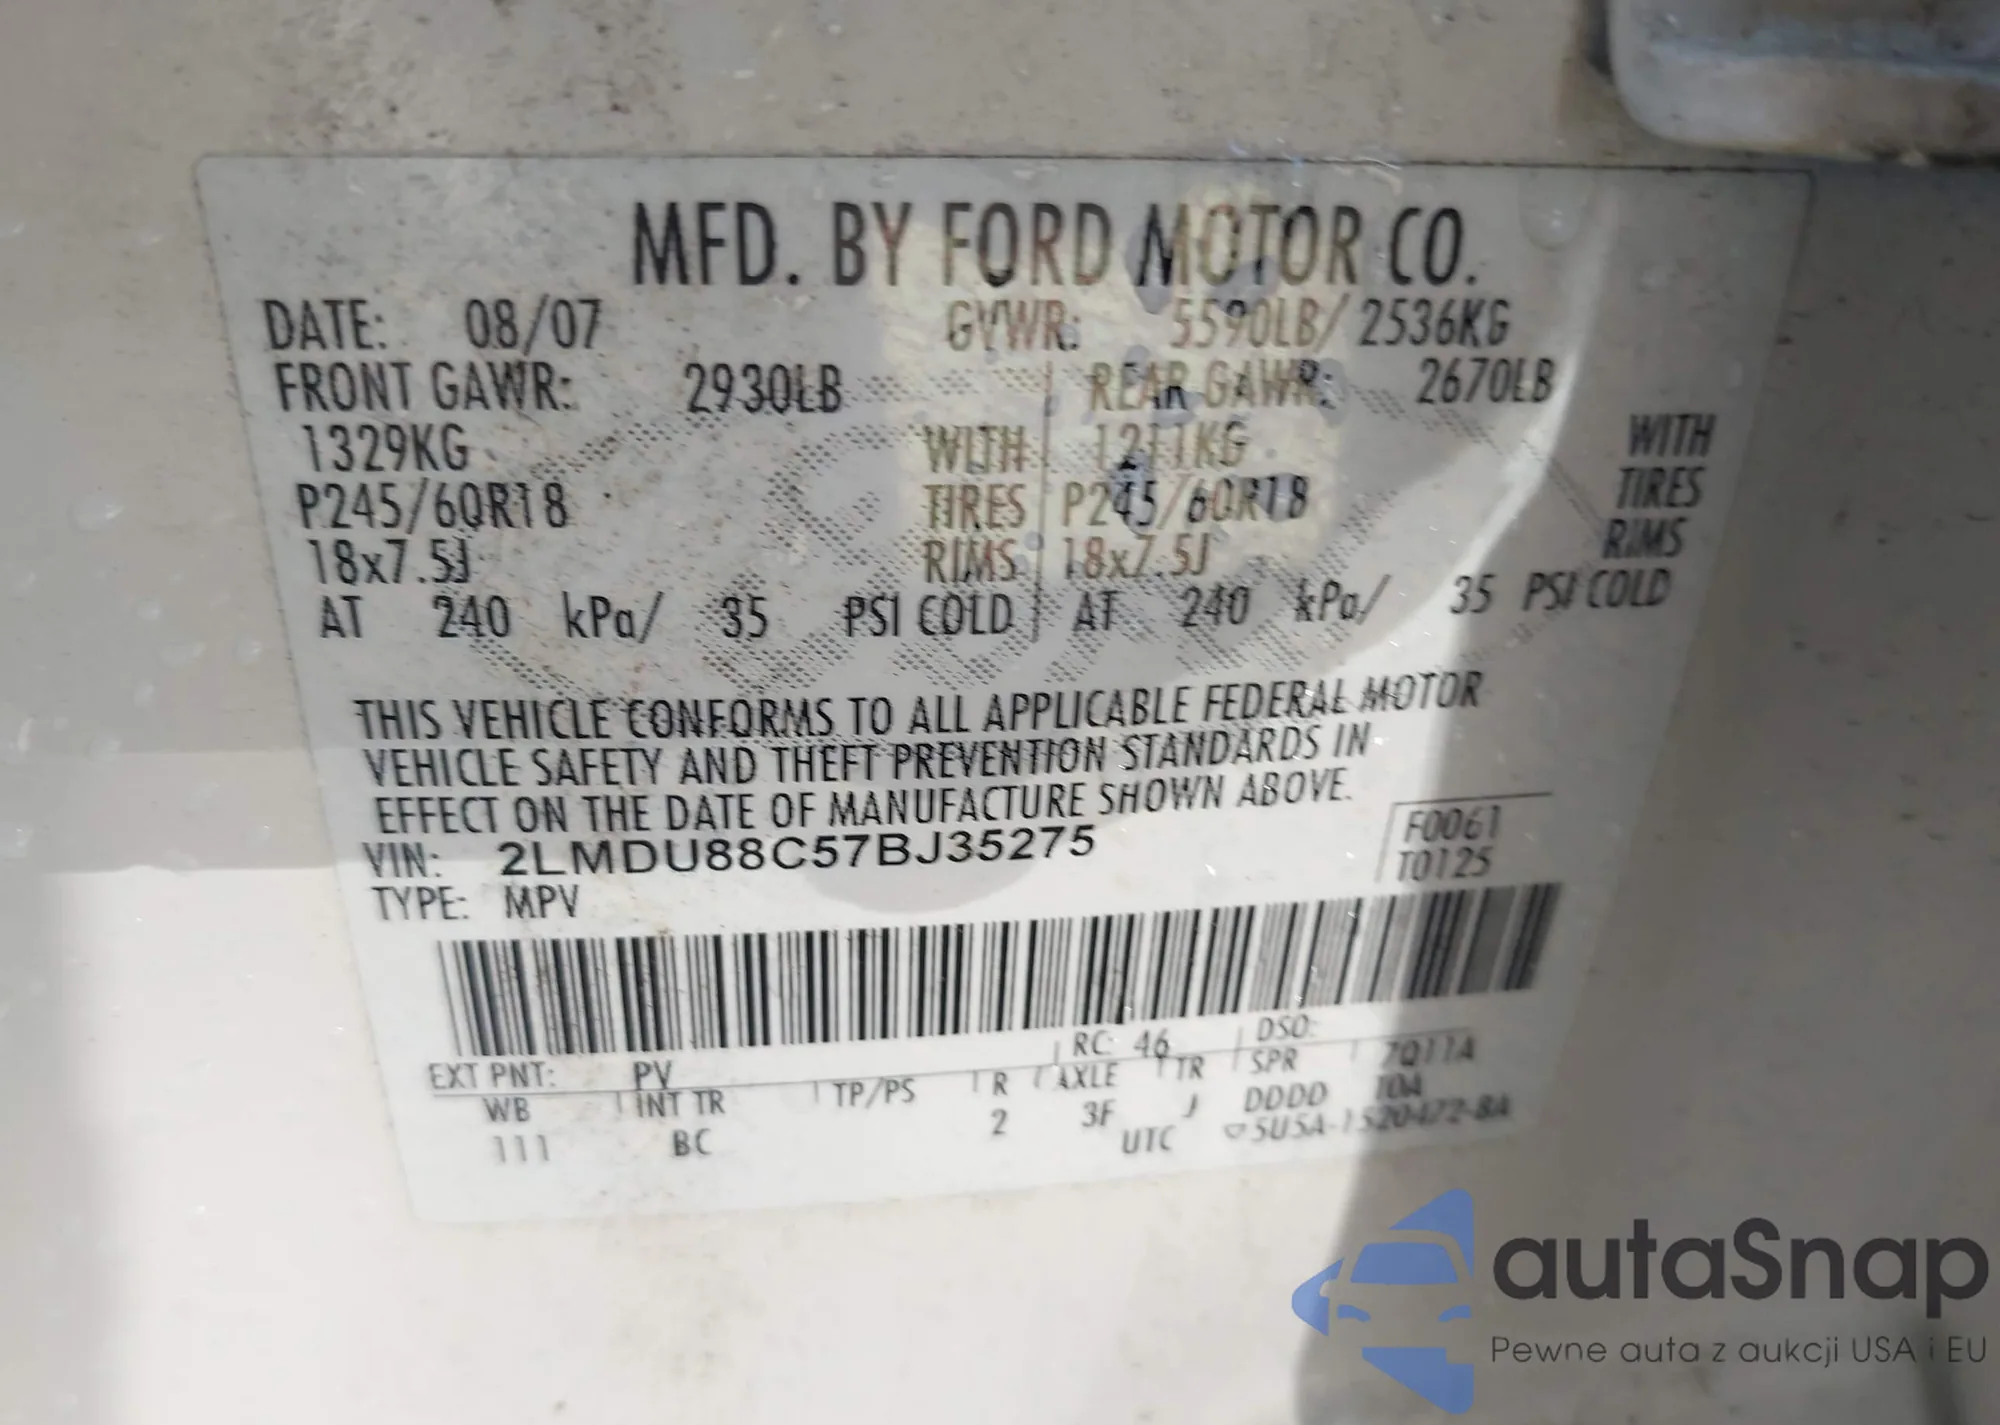 MFD. BY FORD MOTOR CO.
DATE: 08/07 GVWR: 5590LB/ 2536KG
FRONT GAWR: 2930LB REAR GAWR: 2670LB
1329KG WITH 1211KG WITH
P245/60R18 TIRES P245/60R18 TIRES
18x7.5J RIMS 18x7.5J RIMS
AT 240 kPa/ 35 PSI COLD AT 240 kPa/ 35 PSI COLD
THIS VEHICLE CONFORMS TO ALL APPLICABLE FEDERAL MOTOR
VEHICLE SAFETY AND THEFT PREVENTION STANDARDS IN
EFFECT ON THE DATE OF MANUFACTURE SHOWN ABOVE.
VIN: 2LMDU88C57BJ35275 F0061
TYPE: MPV T0125
EXT PNT: PV RC: 46 DSO:
WB INT TR TP/PS R AXLE TR SPR 7Q11A
111 BC 2 3F J DDDD 10A
UTC 5U5A-1520472-8A
autaSnap
Pewne auta z aukcji USA i EU